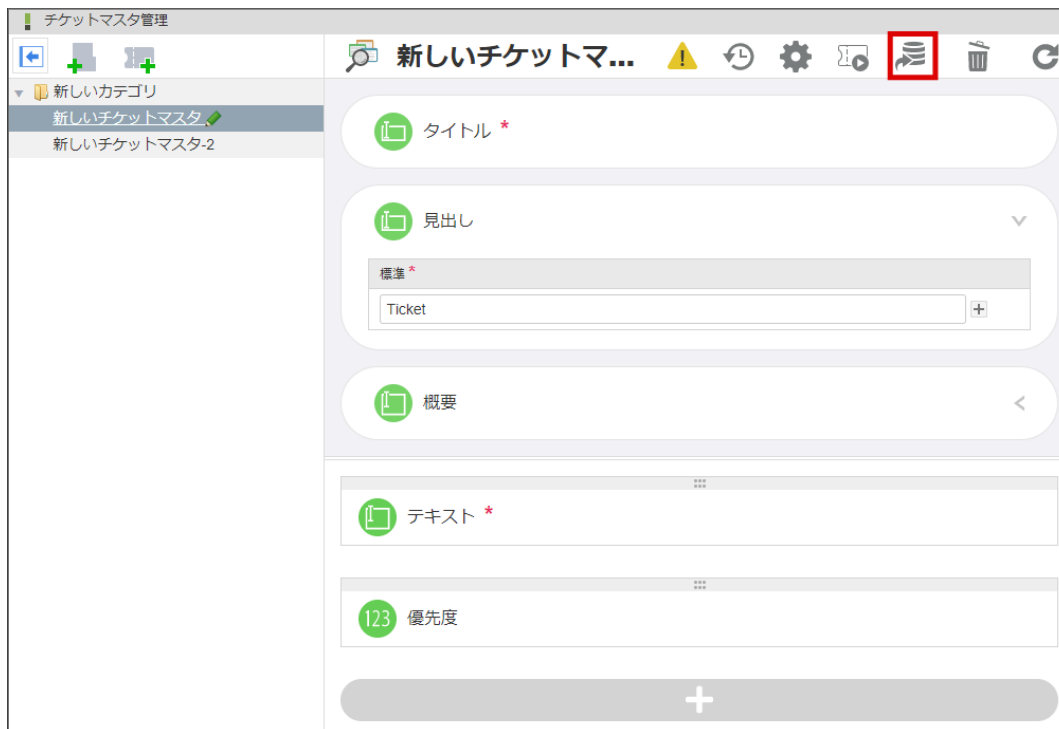 チケットマスタ管理
新しいチケットマ...
新しいカテゴリ
新しいチケットマスタ
新しいチケットマスタ-2
タイトル *
見出し
標準 *
Ticket
概要
テキスト *
123 優先度